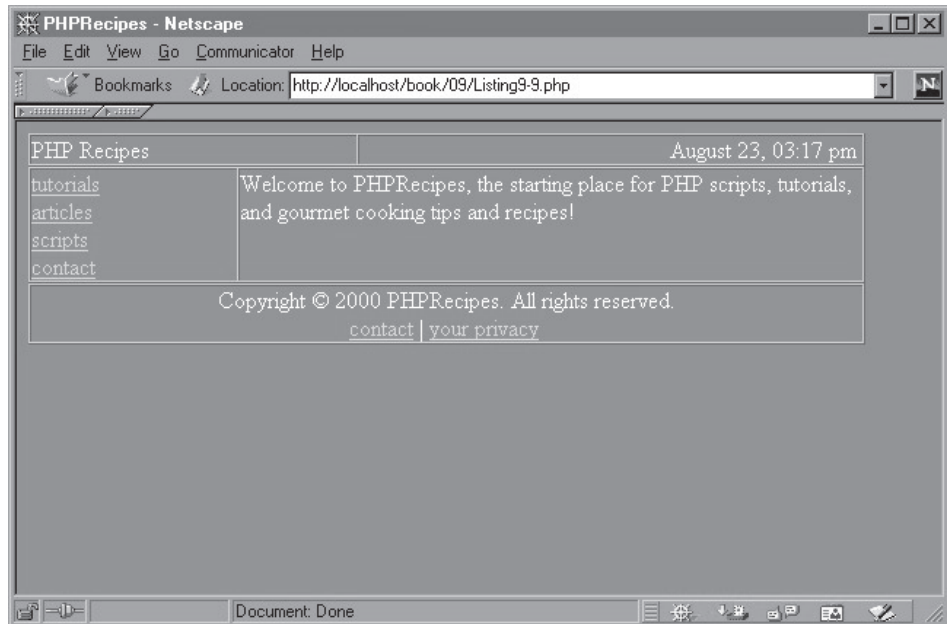 PHPRecipes - Netscape
File Edit View Go Communicator Help
Bookmarks Location: http://localhost/book/09/Listing9-9.php
N
PHP Recipes August 23, 03:17 pm
tutorials
articles
scripts
contact
Welcome to PHPRecipes, the starting place for PHP scripts, tutorials,
and gourmet cooking tips and recipes!
Copyright © 2000 PHPRecipes. All rights reserved.
contact | your privacy
Document: Done